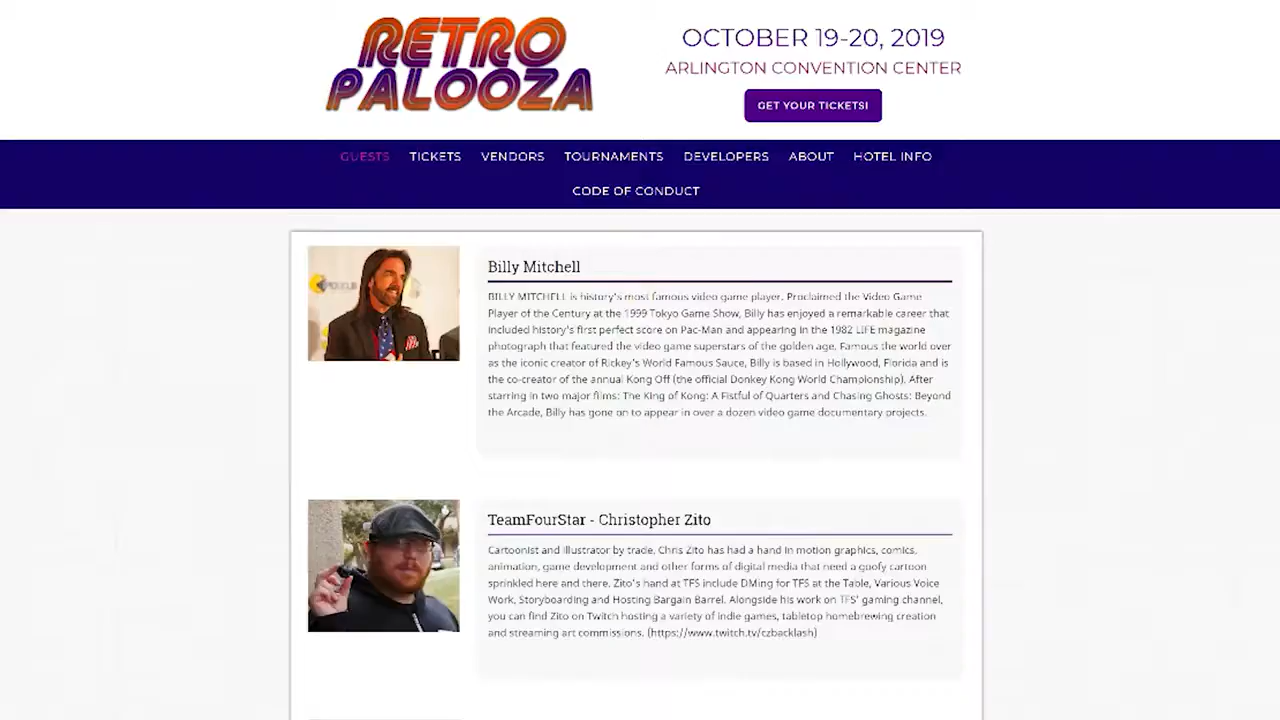 RETRO
PALOOZA
OCTOBER 19-20, 2019
ARLINGTON CONVENTION CENTER
GET YOUR TICKETS!
GUESTS TICKETS VENDORS TOURNAMENTS DEVELOPERS ABOUT HOTEL INFO
CODE OF CONDUCT
Billy Mitchell
BILLY MITCHELL is history's most famous video game player. Proclaimed the Video Game
Player of the Century at the 1999 Tokyo Game Show, Billy has enjoyed a remarkable career that
included history's first perfect score on Pac-Man and appearing in the 1982 LIFE magazine
photograph that featured the video game superstars of the golden age. Famous the world over
as the iconic creator of Rickey's World Famous Sauce, Billy is based in Hollywood, Florida and is
the co-creator of the annual Kong Off (the official Donkey Kong World Championship). After
starring in two major films: The King of Kong: A Fistful of Quarters and Chasing Ghosts: Beyond
the Arcade, Billy has gone on to appear in over a dozen video game documentary projects.
TeamFourStar - Christopher Zito
Cartoonist and illustrator by trade, Chris Zito has had a hand in motion graphics, comics,
animation, game development and other forms of digital media that need a goofy cartoon
sprinkled here and there. Zito's hand at TFS include DMing for TFS at the Table, Various Voice
Work, Storyboarding and Hosting Bargain Barrel. Alongside his work on TFS' gaming channel,
you can find Zito on Twitch hosting a variety of indie games, tabletop homebrewing creation
and streaming art commissions. (https://www.twitch.tv/czbacklash)